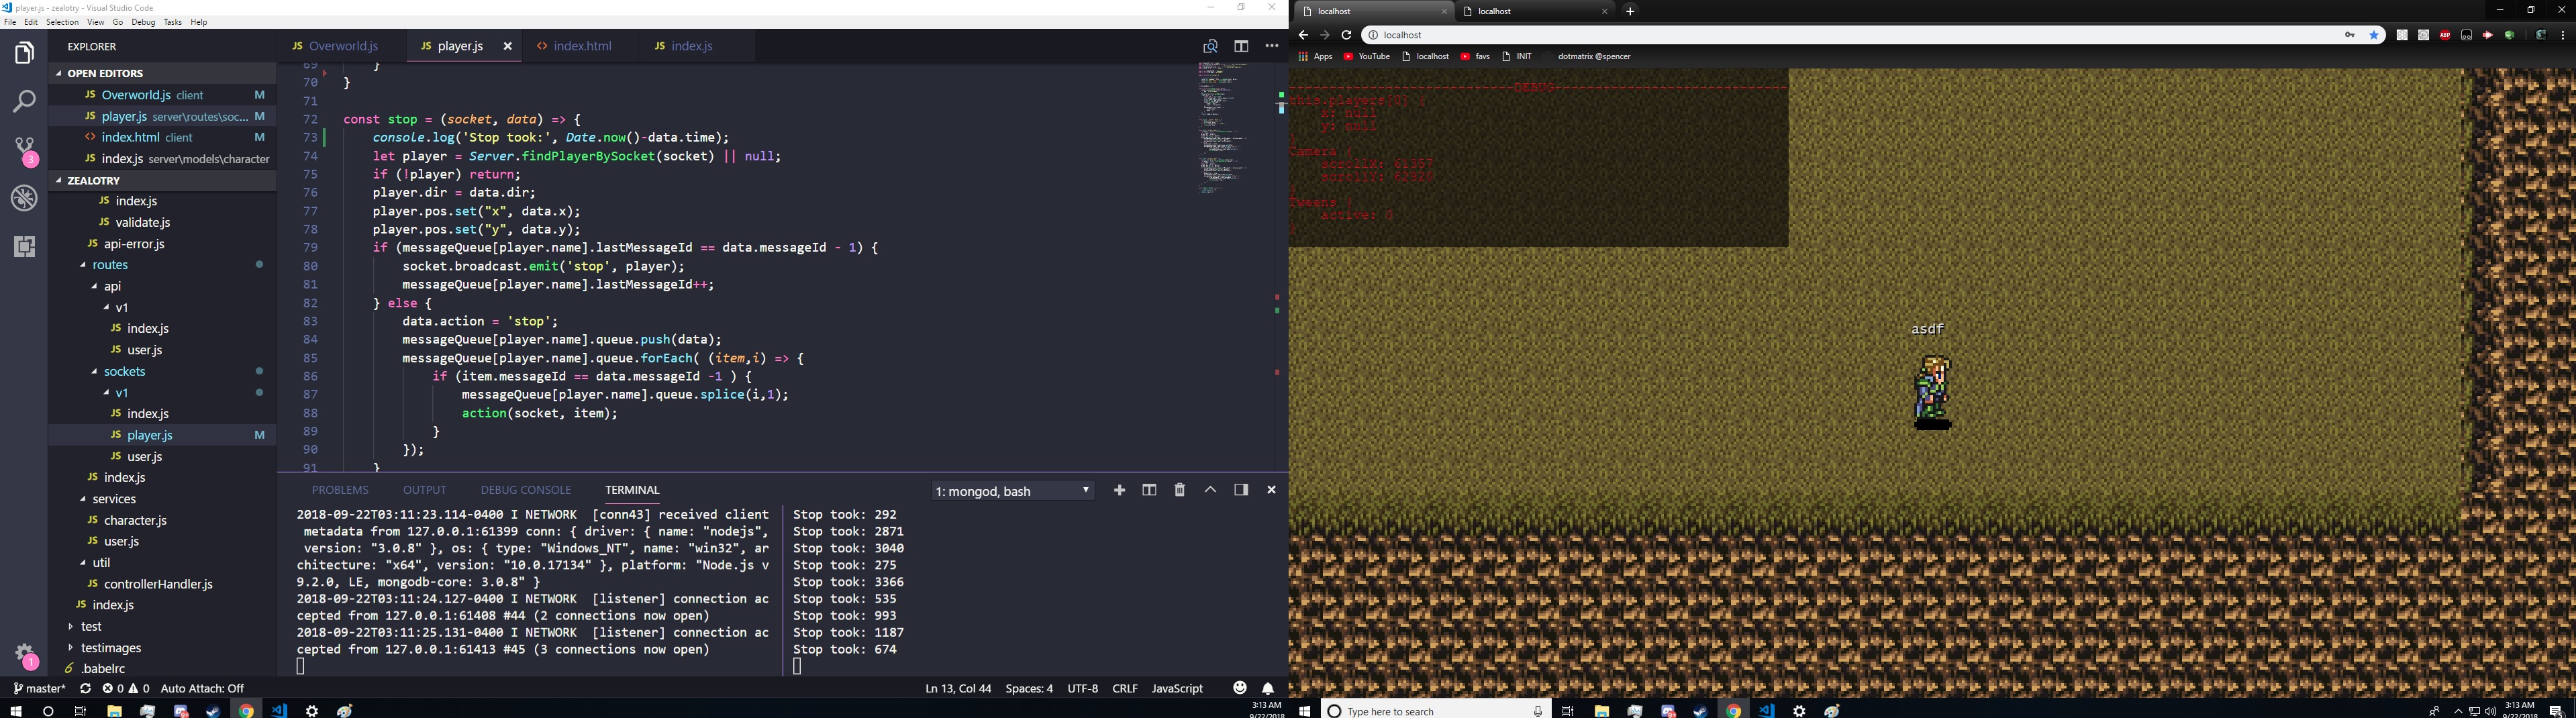 player.js - zealotry - Visual Studio Code
File Edit Selection View Go Debug Tasks Help
EXPLORER
OPEN EDITORS
JS Overworld.js client M
JS player.js server\routes\soc... M
<> index.html client M
JS index.js server\models\character
ZEALOTRY
JS index.js
JS validate.js
JS api-error.js
routes
api
v1
JS index.js
JS user.js
sockets
v1
JS index.js
JS player.js M
JS user.js
JS index.js
services
JS character.js
JS user.js
util
JS controllerHandler.js
JS index.js
test
testimages
.babelrc
3
1
JS Overworld.js
JS player.js
<> index.html
JS index.js
69 }
70 }
71
72 const stop = (socket, data) => {
73 console.log('Stop took:', Date.now()-data.time);
74 let player = Server.findPlayerBySocket(socket) || null;
75 if (!player) return;
76 player.dir = data.dir;
77 player.pos.set("x", data.x);
78 player.pos.set("y", data.y);
79 if (messageQueue[player.name].lastMessageId == data.messageId - 1) {
80 socket.broadcast.emit('stop', player);
81 messageQueue[player.name].lastMessageId++;
82 } else {
83 data.action = 'stop';
84 messageQueue[player.name].queue.push(data);
85 messageQueue[player.name].queue.forEach( (item,i) => {
86 if (item.messageId == data.messageId -1 ) {
87 messageQueue[player.name].queue.splice(i,1);
88 action(socket, item);
89 }
90 });
91 }
PROBLEMS OUTPUT DEBUG CONSOLE TERMINAL
1: mongod, bash
2018-09-22T03:11:23.114-0400 I NETWORK [conn43] received client
metadata from 127.0.0.1:61399 conn: { driver: { name: "nodejs",
version: "3.0.8" }, os: { type: "Windows_NT", name: "win32", ar
chitecture: "x64", version: "10.0.17134" }, platform: "Node.js v
9.2.0, LE, mongodb-core: 3.0.8" }
2018-09-22T03:11:24.127-0400 I NETWORK [listener] connection ac
cepted from 127.0.0.1:61408 #44 (2 connections now open)
2018-09-22T03:11:25.131-0400 I NETWORK [listener] connection ac
cepted from 127.0.0.1:61413 #45 (3 connections now open)
Stop took: 292
Stop took: 2871
Stop took: 3040
Stop took: 275
Stop took: 3366
Stop took: 535
Stop took: 993
Stop took: 1187
Stop took: 674
master* 0 0 Auto Attach: Off
Ln 13, Col 44 Spaces: 4 UTF-8 CRLF JavaScript
3:13 AM
9/22/2018
localhost
localhost
localhost
Apps YouTube localhost favs INIT dotmatrix @spencer
DEBUG
this.players[0] {
x: null
y: null
}
Camera {
scrollX: 61357
scrollY: 62920
}
Tweens {
active: 0
}
asdf
Type here to search
3:13 AM
9/22/2018